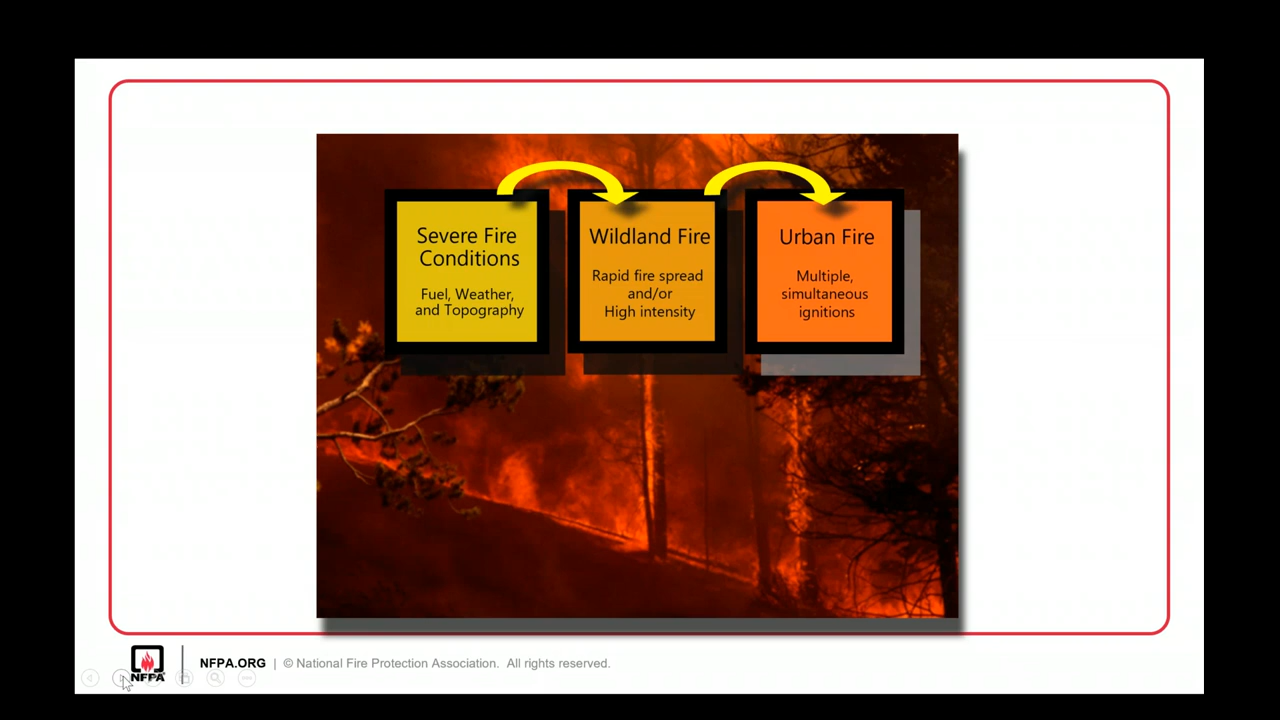 Severe Fire
Conditions
Fuel, Weather,
and Topography
Wildland Fire
Rapid fire spread
and/or
High intensity
Urban Fire
Multiple,
simultaneous
ignitions
NFPA
NFPA.ORG | © National Fire Protection Association. All rights reserved.